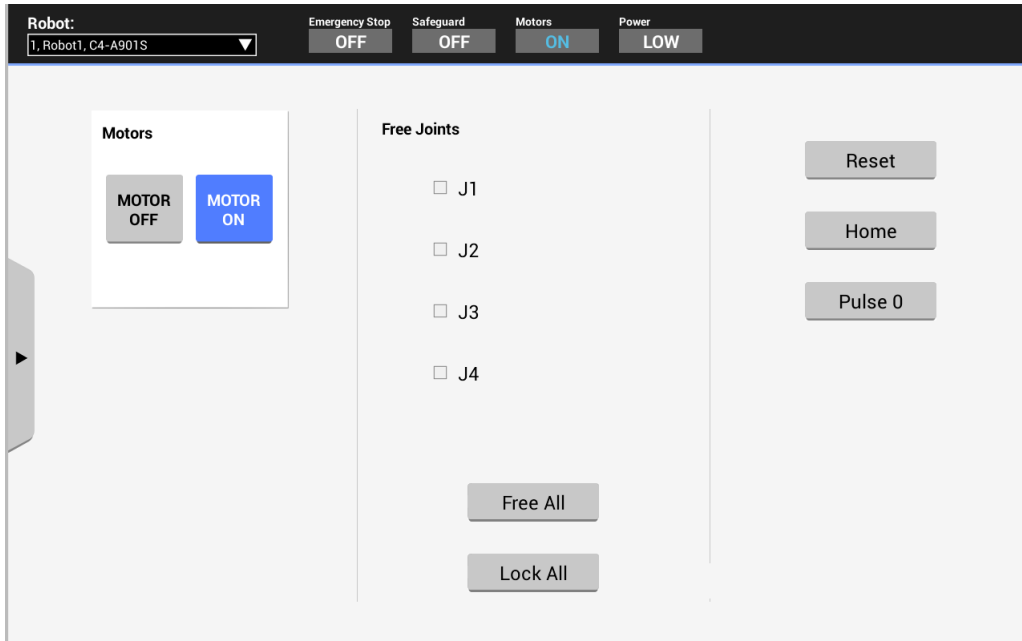 Robot:
1, Robot1, C4-A901S
Emergency Stop
OFF
Safeguard
OFF
Motors
ON
Power
LOW
Motors
MOTOR
OFF
MOTOR
ON
Free Joints
J1
J2
J3
J4
Free All
Lock All
Reset
Home
Pulse 0